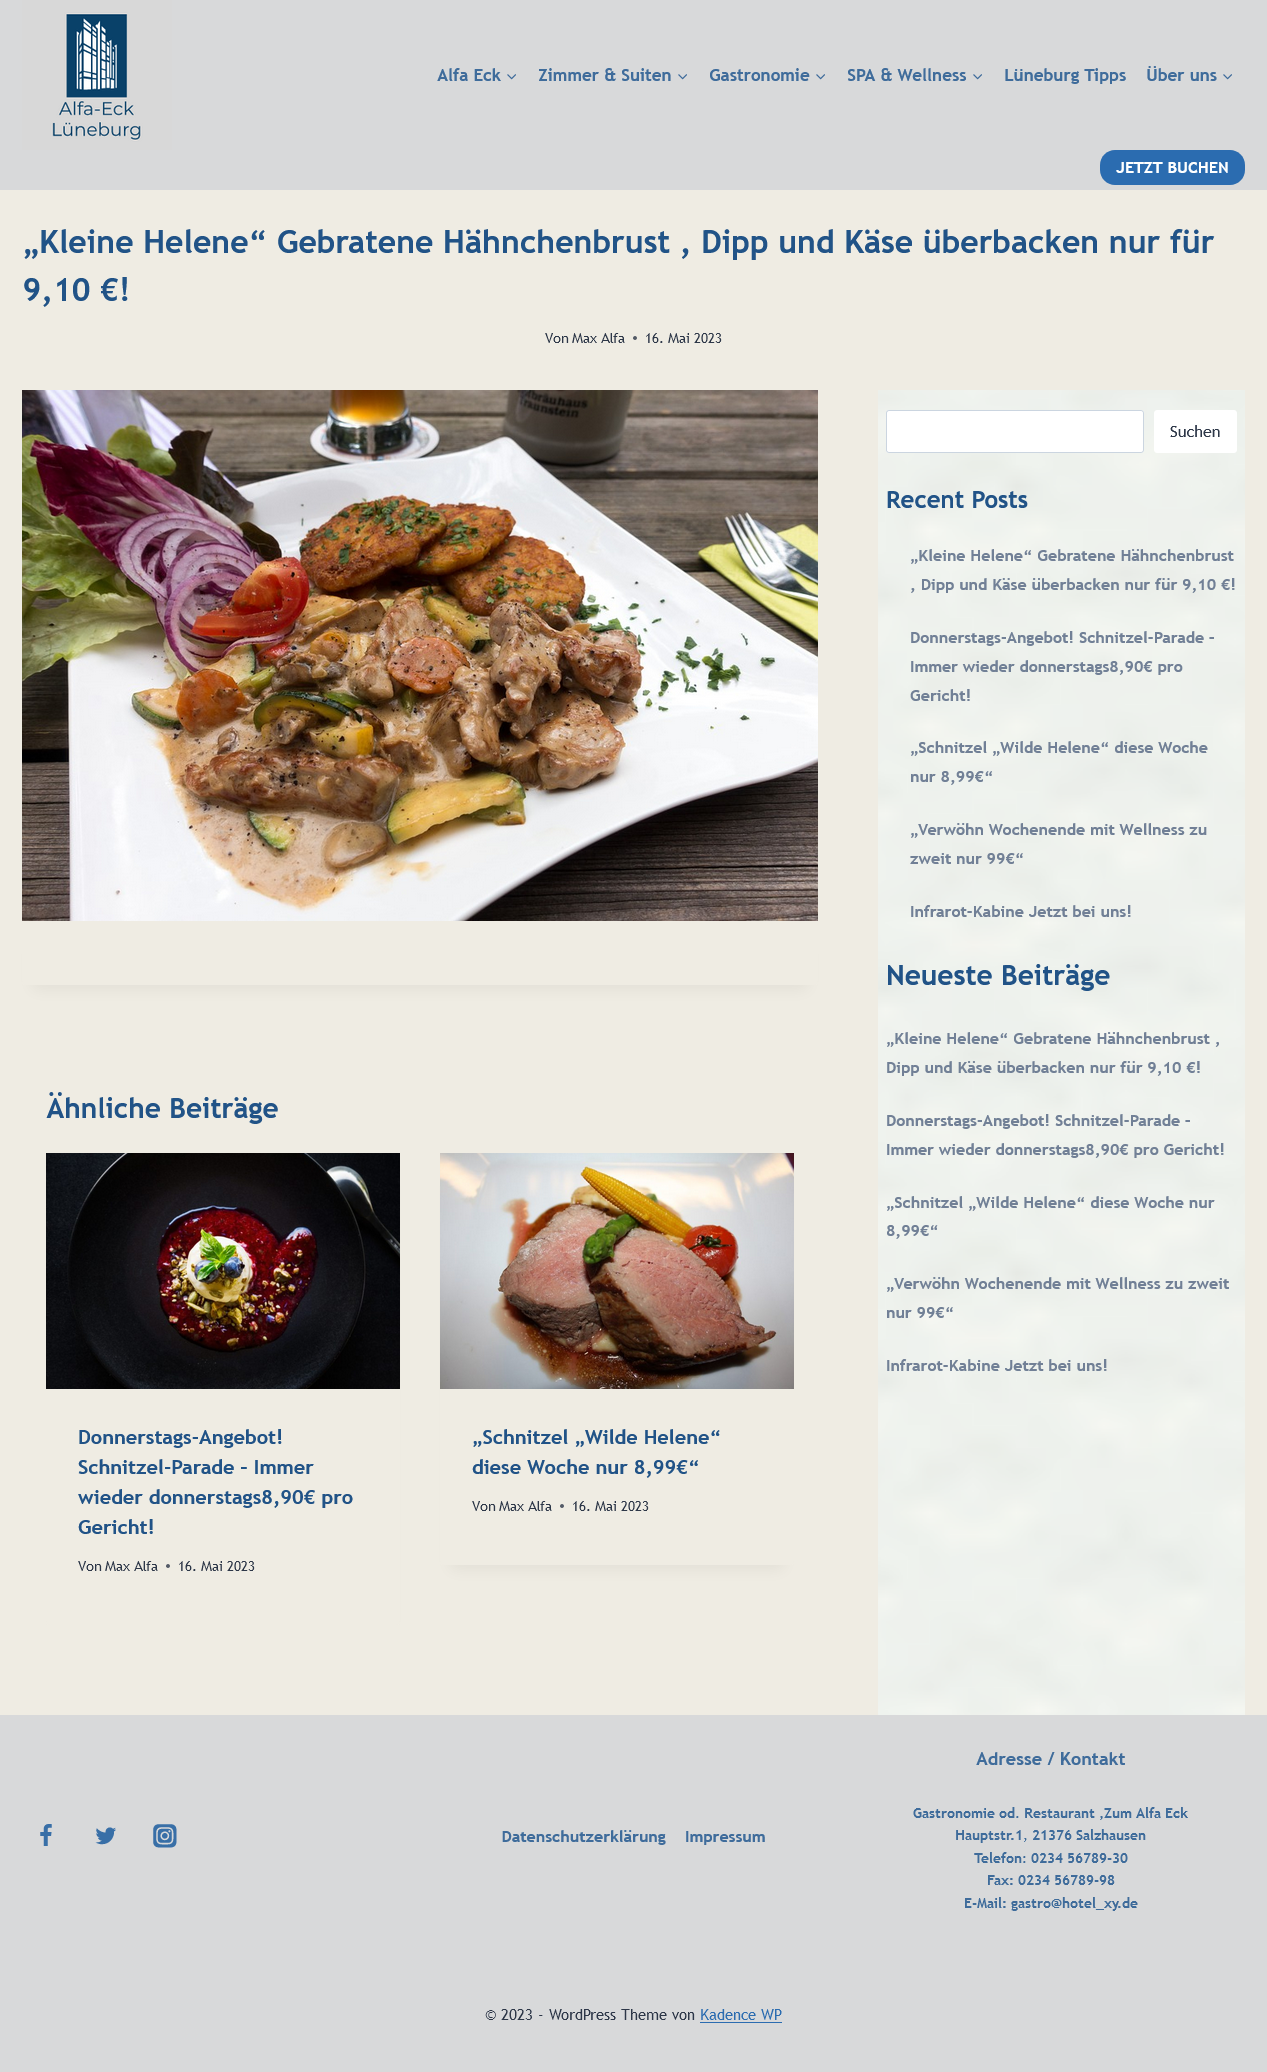 Alfa-Eck
Lüneburg
Alfa Eck
Zimmer & Suiten
Gastronomie
SPA & Wellness
Lüneburg Tipps
Über uns
JETZT BUCHEN
„Kleine Helene“ Gebratene Hähnchenbrust , Dipp und Käse überbacken nur für
9,10 €!
Von Max Alfa • 16. Mai 2023
bräuhaus
raunstein
Suchen
Recent Posts
„Kleine Helene“ Gebratene Hähnchenbrust
, Dipp und Käse überbacken nur für 9,10 €!
Donnerstags-Angebot! Schnitzel-Parade –
Immer wieder donnerstags8,90€ pro
Gericht!
„Schnitzel „Wilde Helene“ diese Woche
nur 8,99€“
„Verwöhn Wochenende mit Wellness zu
zweit nur 99€“
Infrarot-Kabine Jetzt bei uns!
Neueste Beiträge
„Kleine Helene“ Gebratene Hähnchenbrust ,
Dipp und Käse überbacken nur für 9,10 €!
Donnerstags-Angebot! Schnitzel-Parade –
Immer wieder donnerstags8,90€ pro Gericht!
„Schnitzel „Wilde Helene“ diese Woche nur
8,99€“
„Verwöhn Wochenende mit Wellness zu zweit
nur 99€“
Infrarot-Kabine Jetzt bei uns!
Ähnliche Beiträge
Donnerstags-Angebot!
Schnitzel-Parade – Immer
wieder donnerstags8,90€ pro
Gericht!
Von Max Alfa • 16. Mai 2023
„Schnitzel „Wilde Helene“
diese Woche nur 8,99€“
Von Max Alfa • 16. Mai 2023
Datenschutzerklärung
Impressum
Adresse / Kontakt
Gastronomie od. Restaurant ‚Zum Alfa Eck
Hauptstr.1, 21376 Salzhausen
Telefon: 0234 56789-30
Fax: 0234 56789-98
E-Mail: gastro@hotel_xy.de
© 2023 - WordPress Theme von Kadence WP